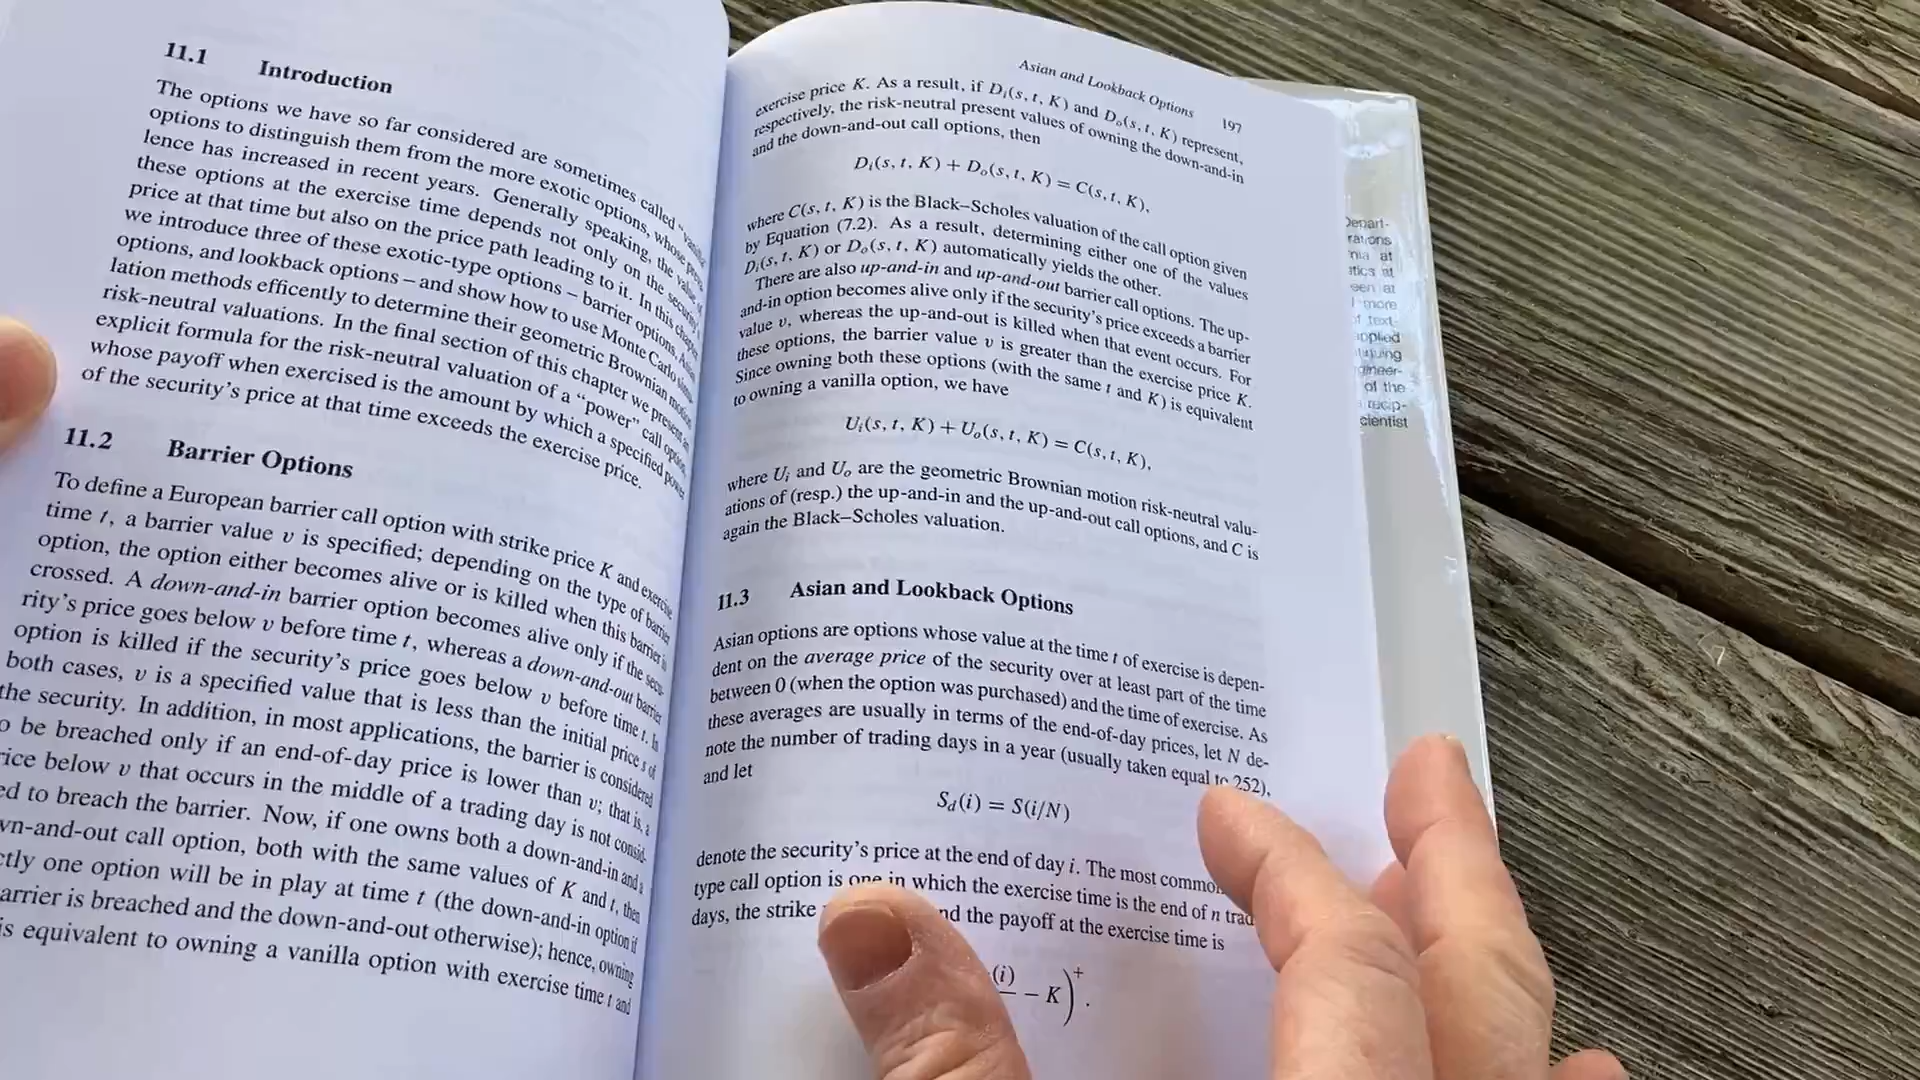 11.1 Introduction
The options we have so far considered are sometimes called
options to distinguish them from the more exotic options, whose
lence has increased in recent years. Generally speaking, the value of
these options at the exercise time depends not only on the security's
price at that time but also on the price path leading to it. In this chapter
we introduce three of these exotic-type options – barrier options, Asian
options, and lookback options – and show how to use Monte Carlo
lation methods efficently to determine their geometric Brownian motion
risk-neutral valuations. In the final section of this chapter we present an
explicit formula for the risk-neutral valuation of a “power” call option,
whose payoff when exercised is the amount by which a specified power
of the security's price at that time exceeds the exercise price.
11.2 Barrier Options
To define a European barrier call option with strike price K and exercise
time t, a barrier value v is specified; depending on the type of barrier
option, the option either becomes alive or is killed when this barrier is
crossed. A down-and-in barrier option becomes alive only if the secu-
rity's price goes below v before time t, whereas a down-and-out barrier
option is killed if the security's price goes below v before time t. In
both cases, v is a specified value that is less than the initial price s of
the security. In addition, in most applications, the barrier is considered
o be breached only if an end-of-day price is lower than v; that is, a
rice below v that occurs in the middle of a trading day is not consid-
ed to breach the barrier. Now, if one owns both a down-and-in and a
wn-and-out call option, both with the same values of K and t, then
ctly one option will be in play at time t (the down-and-in option if
arrier is breached and the down-and-out otherwise); hence, owning
is equivalent to owning a vanilla option with exercise time t and
Asian and Lookback Options 197
exercise price K. As a result, if Di(s, t, K) and Do(s, t, K) represent,
respectively, the risk-neutral present values of owning the down-and-in
and the down-and-out call options, then
Di(s, t, K) + Do(s, t, K) = C(s, t, K),
where C(s, t, K) is the Black–Scholes valuation of the call option given
by Equation (7.2). As a result, determining either one of the values
Di(s, t, K) or Do(s, t, K) automatically yields the other.
There are also up-and-in and up-and-out barrier call options. The up-
and-in option becomes alive only if the security's price exceeds a barrier
value v, whereas the up-and-out is killed when that event occurs. For
these options, the barrier value v is greater than the exercise price K.
Since owning both these options (with the same t and K) is equivalent
to owning a vanilla option, we have
Ui(s, t, K) + Uo(s, t, K) = C(s, t, K),
where Ui and Uo are the geometric Brownian motion risk-neutral valu-
ations of (resp.) the up-and-in and the up-and-out call options, and C is
again the Black–Scholes valuation.
11.3 Asian and Lookback Options
Asian options are options whose value at the time t of exercise is depen-
dent on the average price of the security over at least part of the time
between 0 (when the option was purchased) and the time of exercise. As
these averages are usually in terms of the end-of-day prices, let N de-
note the number of trading days in a year (usually taken equal to 252),
and let
Sd(i) = S(i/N)
denote the security's price at the end of day i. The most common
type call option is one in which the exercise time is the end of n trad
days, the strike nd the payoff at the exercise time is
(i) – K)+.
Depart-
rations
nia at
atics at
een at
more
of text-
applied
gineer-
of the
recip-
cientist